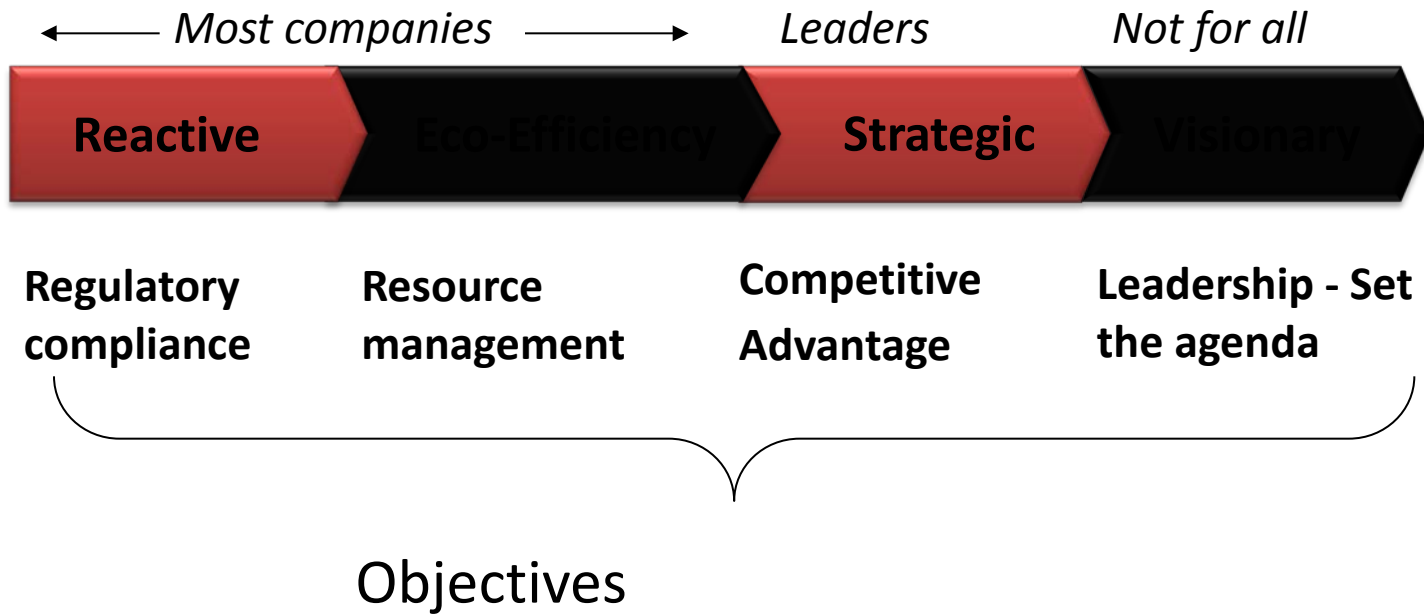 Most companies Leaders Not for all
Reactive Eco-Efficiency Strategic Visionary
Regulatory
compliance
Resource
management
Competitive
Advantage
Leadership - Set
the agenda
Objectives